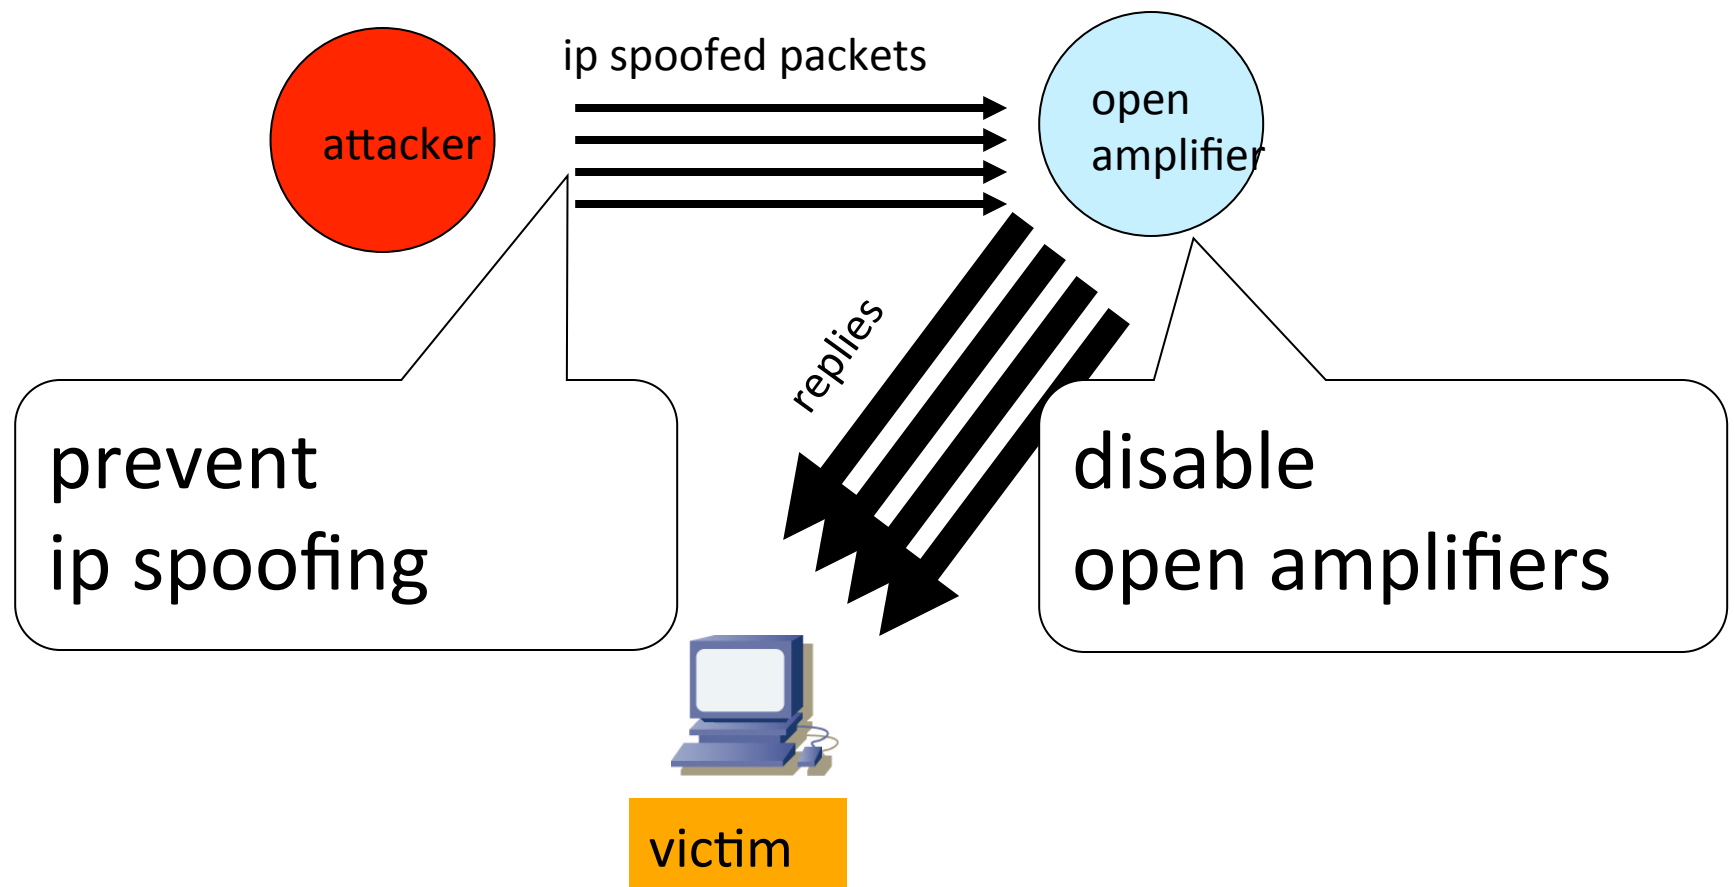 ip spoofed packets
attacker
open
amplifier
replies
prevent
ip spoofing
disable
open amplifiers
victim